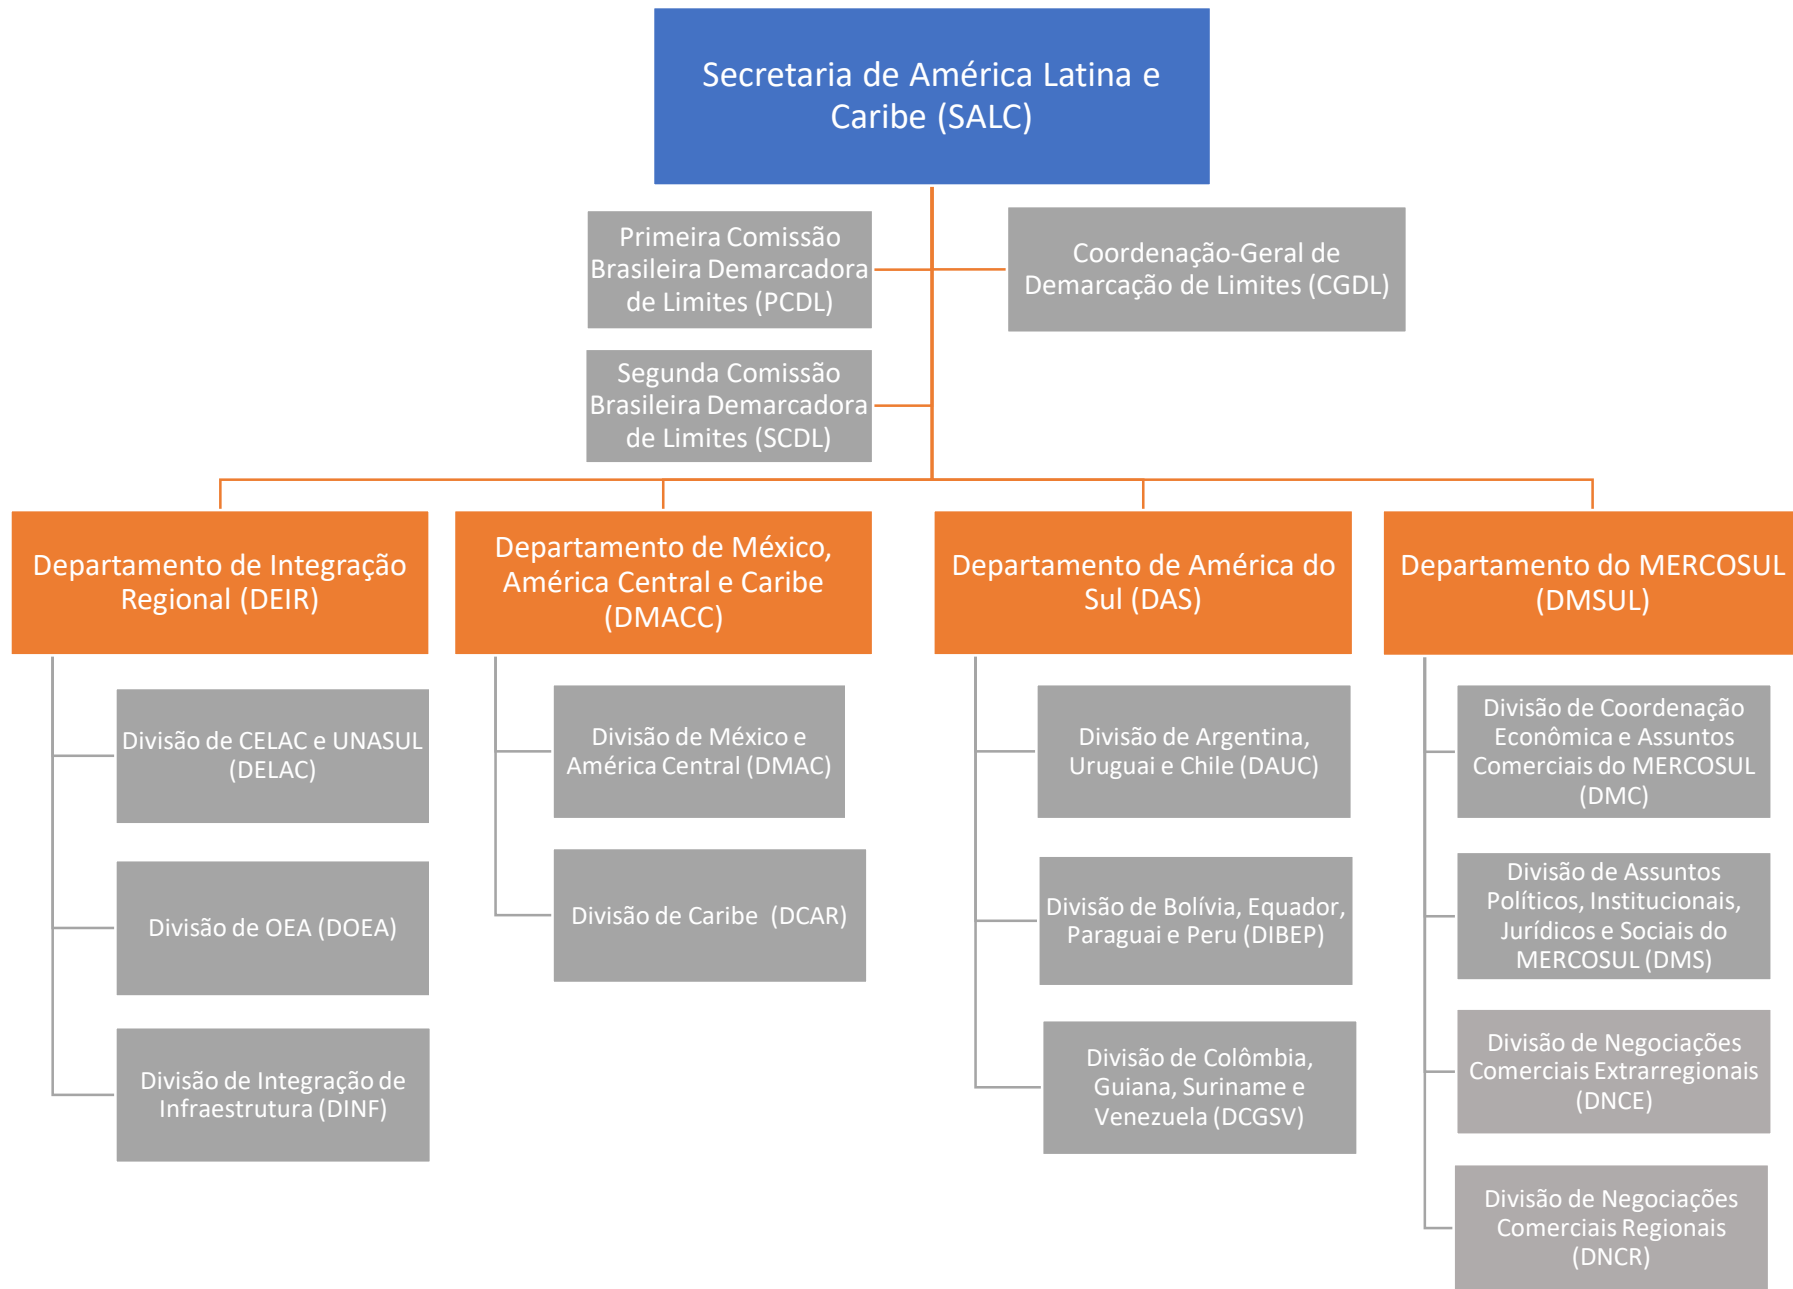 Secretaria de América Latina e
Caribe (SALC)
Primeira Comissão
Brasileira Demarcadora
de Limites (PCDL)
Coordenação-Geral de
Demarcação de Limites (CGDL)
Segunda Comissão
Brasileira Demarcadora
de Limites (SCDL)
Departamento de Integração
Regional (DEIR)
Divisão de CELAC e UNASUL
(DELAC)
Divisão de OEA (DOEA)
Divisão de Integração de
Infraestrutura (DINF)
Departamento de México,
América Central e Caribe
(DMACC)
Divisão de México e
América Central (DMAC)
Divisão de Caribe (DCAR)
Departamento de América do
Sul (DAS)
Divisão de Argentina,
Uruguai e Chile (DAUC)
Divisão de Bolívia, Equador,
Paraguai e Peru (DIBEP)
Divisão de Colômbia,
Guiana, Suriname e
Venezuela (DCGSV)
Departamento do MERCOSUL
(DMSUL)
Divisão de Coordenação
Econômica e Assuntos
Comerciais do MERCOSUL
(DMC)
Divisão de Assuntos
Políticos, Institucionais,
Jurídicos e Sociais do
MERCOSUL (DMS)
Divisão de Negociações
Comerciais Extrarregionais
(DNCE)
Divisão de Negociações
Comerciais Regionais
(DNCR)